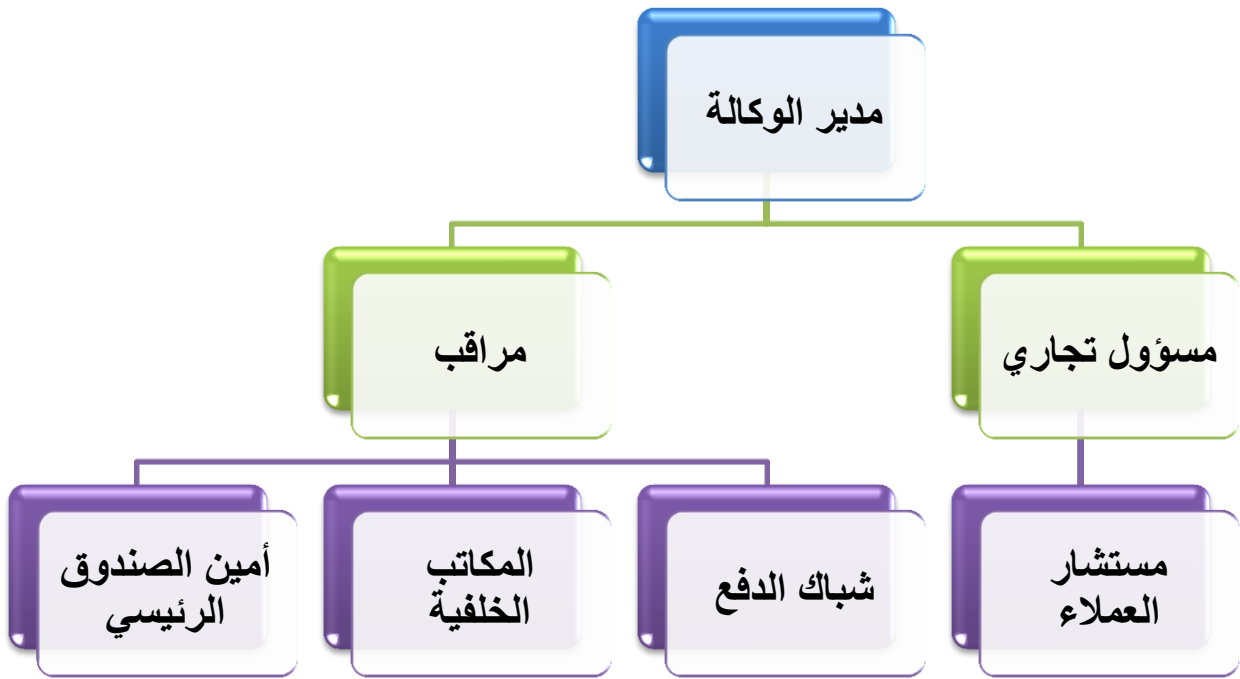 مدير الوكالة
مسؤول تجاري
مراقب
مستشار
العملاء
شباك الدفع
المكاتب
الخلفية
أمين الصندوق
الرئيسي